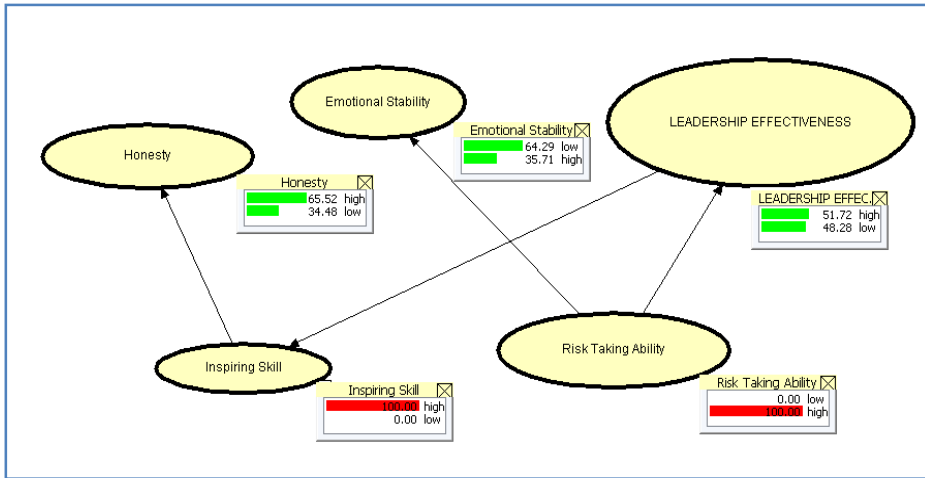 Emotional Stability
LEADERSHIP EFFECTIVENESS
Honesty
Emotional Stability
64.29 low
35.71 high
Honesty
65.52 high
34.48 low
LEADERSHIP EFFEC.
51.72 high
48.28 low
Inspiring Skill
Risk Taking Ability
Inspiring Skill
100.00 high
0.00 low
Risk Taking Ability
0.00 low
100.00 high